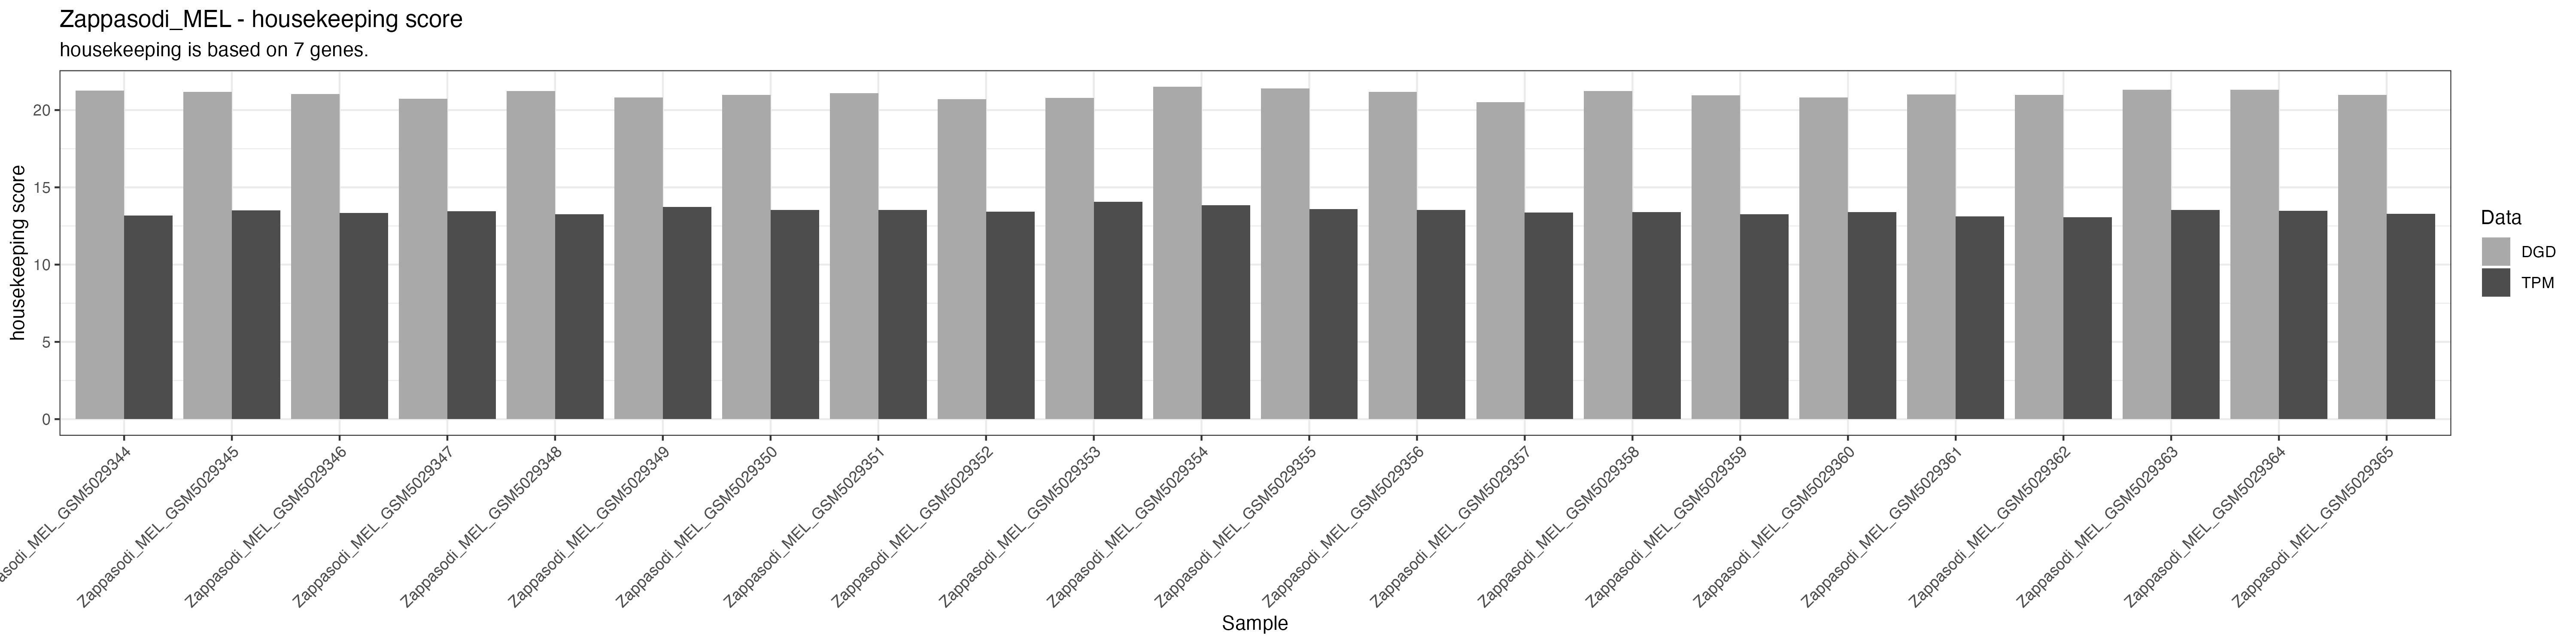 Zappasodi_MEL - housekeeping score
housekeeping is based on 7 genes.
housekeeping score
20
15
10
5
0
asodi_MEL_GSM5029344
Zappasodi_MEL_GSM5029345
Zappasodi_MEL_GSM5029346
Zappasodi_MEL_GSM5029347
Zappasodi_MEL_GSM5029348
Zappasodi_MEL_GSM5029349
Zappasodi_MEL_GSM5029350
Zappasodi_MEL_GSM5029351
Zappasodi_MEL_GSM5029352
Zappasodi_MEL_GSM5029353
Zappasodi_MEL_GSM5029354
Zappasodi_MEL_GSM5029355
Zappasodi_MEL_GSM5029356
Zappasodi_MEL_GSM5029357
Zappasodi_MEL_GSM5029358
Zappasodi_MEL_GSM5029359
Zappasodi_MEL_GSM5029360
Zappasodi_MEL_GSM5029361
Zappasodi_MEL_GSM5029362
Zappasodi_MEL_GSM5029363
Zappasodi_MEL_GSM5029364
Zappasodi_MEL_GSM5029365
Sample
Data
DGD
TPM